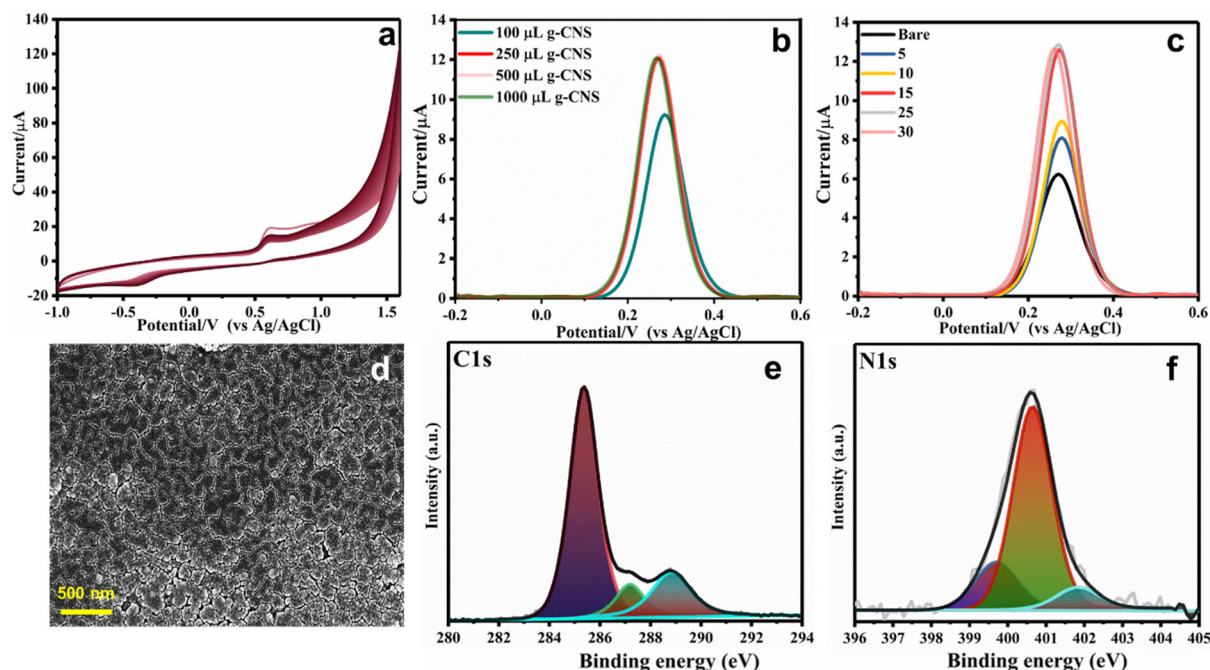 a
140
120
100
80
60
40
20
0
-20
Current/μA
-1.0 -0.5 0.0 0.5 1.0 1.5
Potential/V (vs Ag/AgCl)
b
100 μL g-CNS
250 μL g-CNS
500 μL g-CNS
1000 μL g-CNS
14
12
10
8
6
4
2
0
Current/μA
-0.2 0.0 0.2 0.4 0.6
Potential/V (vs Ag/AgCl)
c
Bare
5
10
15
25
30
14
12
10
8
6
4
2
0
Current/μA
-0.2 0.0 0.2 0.4 0.6
Potential/V (vs Ag/AgCl)
d
500 nm
C1s
e
Intensity (a.u.)
280 282 284 286 288 290 292 294
Binding energy (eV)
N1s
f
Intensity (a.u.)
396 397 398 399 400 401 402 403 404 405
Binding energy (eV)